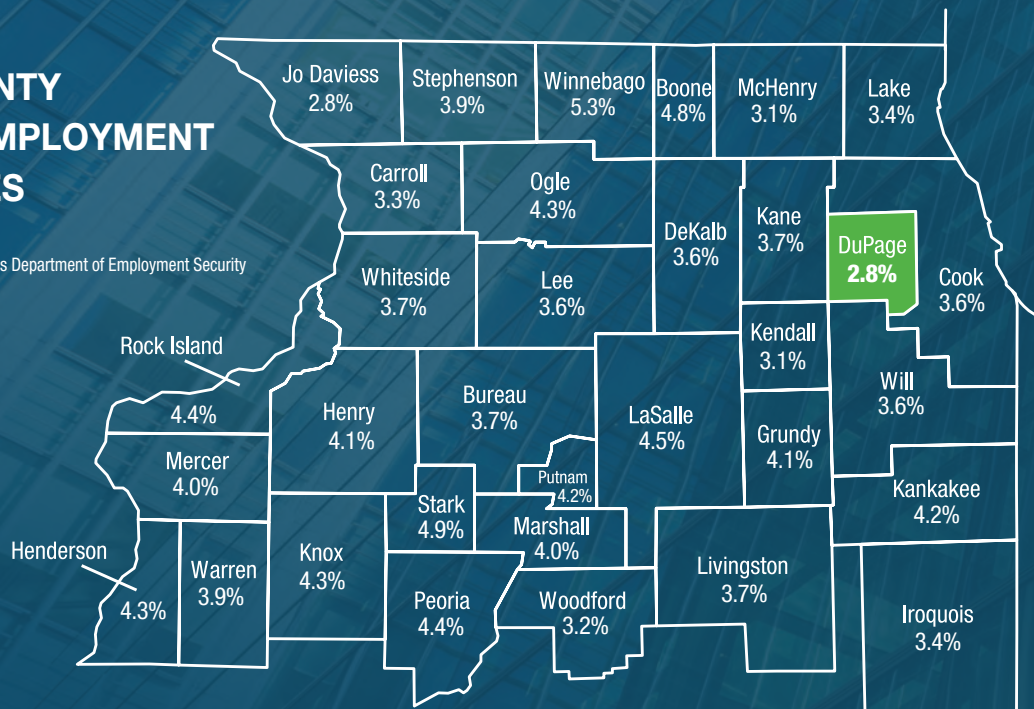 NTY
MPLOYMENT
ES
s Department of Employment Security
Jo Daviess
2.8%
Stephenson
3.9%
Winnebago
5.3%
Boone
4.8%
McHenry
3.1%
Lake
3.4%
Carroll
3.3%
Ogle
4.3%
DeKalb
3.6%
Kane
3.7%
DuPage
2.8%
Cook
3.6%
Whiteside
3.7%
Lee
3.6%
Kendall
3.1%
Will
3.6%
Rock Island
4.4%
Henry
4.1%
Bureau
3.7%
LaSalle
4.5%
Grundy
4.1%
Mercer
4.0%
Putnam
4.2%
Kankakee
4.2%
Stark
4.9%
Marshall
4.0%
Henderson
4.3%
Warren
3.9%
Knox
4.3%
Peoria
4.4%
Woodford
3.2%
Livingston
3.7%
Iroquois
3.4%